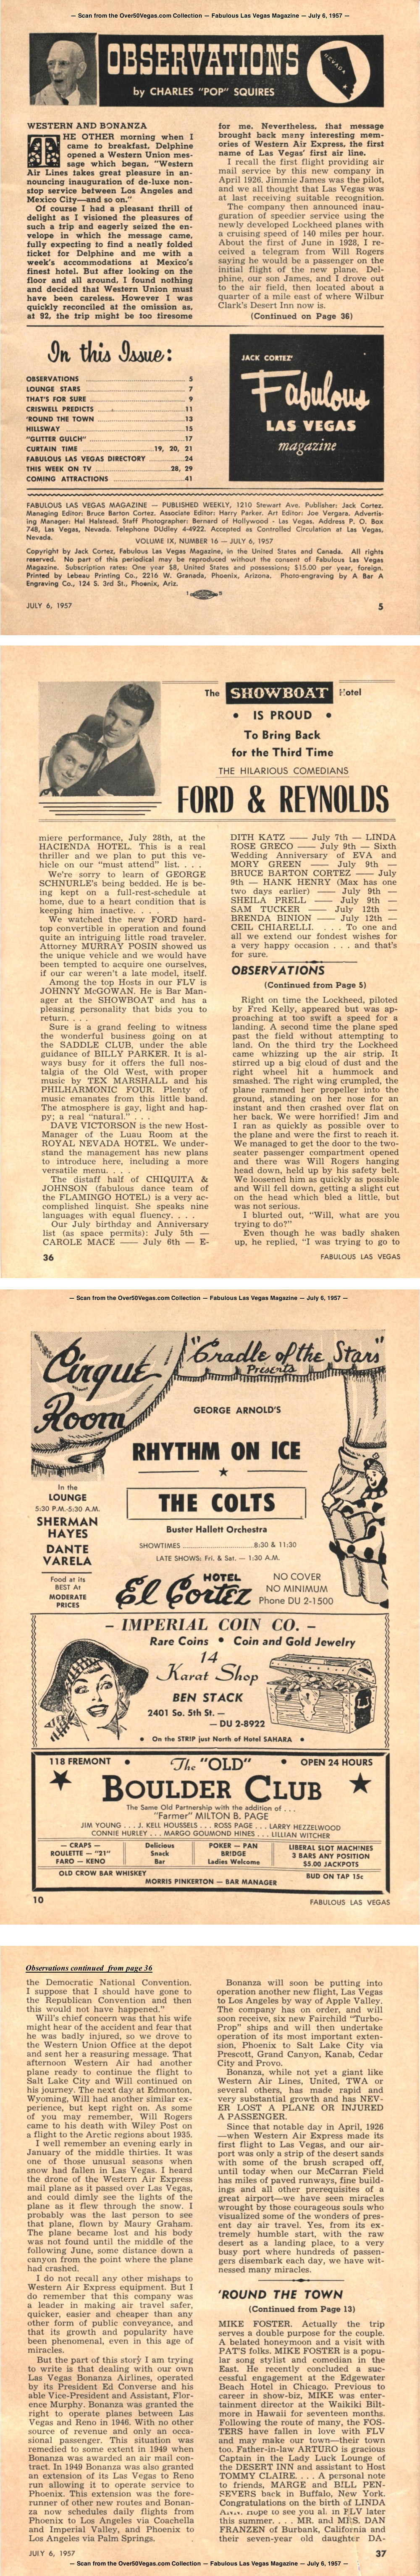 — Scan from the Over50Vegas.com Collection — Fabulous Las Vegas Magazine — July 6, 1957 —
OBSERVATIONS
by CHARLES "POP" SQUIRES
NEVADA
WESTERN AND BONANZA
THE OTHER morning when I
came to breakfast, Delphine
opened a Western Union mes-
sage which began, "Western
Air Lines takes great pleasure in an-
nouncing inauguration of de-luxe non-
stop service between Los Angeles and
Mexico City—and so on."
Of course I had a pleasant thrill of
delight as I visioned the pleasures of
such a trip and eagerly seized the en-
velope in which the message came,
fully expecting to find a neatly folded
ticket for Delphine and me with a
week's accommodations at Mexico's
finest hotel. But after looking on the
floor and all around, I found nothing
and decided that Western Union must
have been careless. However I was
quickly reconciled at the omission as,
at 92, the trip might be too tiresome
for me. Nevertheless, that message
brought back many interesting mem-
ories of Western Air Express, the first
name of Las Vegas' first air line.
I recall the first flight providing air
mail service by this new company in
April 1926. Jimmie James was the pilot,
and we all thought that Las Vegas was
at last receiving suitable recognition.
The company then announced inau-
guration of speedier service using the
newly developed Lockheed planes with
a cruising speed of 140 miles per hour.
About the first of June in 1928, I re-
ceived a telegram from Will Rogers
saying he would be a passenger on the
initial flight of the new plane. Del-
phine, our son James, and I drove out
to the air field, then located about a
quarter of a mile east of where Wilbur
Clark's Desert Inn now is.
(Continued on Page 36)
In this Issue:
OBSERVATIONS 5
LOUNGE STARS 7
THAT'S FOR SURE 9
CRISWELL PREDICTS 11
'ROUND THE TOWN 13
HILLSWAY 15
"GLITTER GULCH" 17
CURTAIN TIME 19, 20, 21
FABULOUS LAS VEGAS DIRECTORY 24
THIS WEEK ON TV 28, 29
COMING ATTRACTIONS 41
JACK CORTEZ'
Fabulous
LAS VEGAS
magazine
FABULOUS LAS VEGAS MAGAZINE — PUBLISHED WEEKLY, 1210 Stewart Ave. Publisher: Jack Cortez.
Managing Editor: Bruce Barton Cortez. Associate Editor: Harry Parker. Art Editor: Joe Vergara. Advertis-
ing Manager: Hal Halstead, Staff Photographer: Bernard of Hollywood - Las Vegas. Address P. O. Box
748, Las Vegas, Nevada. Telephone DUdley 4-4922. Accepted as Controlled Circulation at Las Vegas,
Nevada.
VOLUME IX, NUMBER 16 — JULY 6, 1957
Copyright by Jack Cortez, Fabulous Las Vegas Magazine, in the United States and Canada. All rights
reserved. No part of this periodical may be reproduced without the consent of Fabulous Las Vegas
Magazine. Subscription rates: One year $8, United States and possessions; $15.00 per year, foreign.
Printed by Lebeau Printing Co., 2216 W. Granada, Phoenix, Arizona. Photo-engraving by A Bar A
Engraving Co., 124 S. 3rd St., Phoenix, Ariz.
JULY 6, 1957
5
The SHOWBOAT Hotel
• IS PROUD •
To Bring Back
for the Third Time
THE HILARIOUS COMEDIANS
FORD & REYNOLDS
miere performance, July 28th, at the
HACIENDA HOTEL. This is a real
thriller and we plan to put this ve-
hicle on our "must attend" list. . . .
We're sorry to learn of GEORGE
SCHNURLE's being bedded. He is be-
ing kept on a full-rest-schedule at
home, due to a heart condition that is
keeping him inactive. . . .
We watched the new FORD hard-
top convertible in operation and found
quite an intriguing little road traveler.
Attorney MURRAY POSIN showed us
the unique vehicle and we would have
been tempted to acquire one ourselves,
if our car weren't a late model, itself.
Among the top Hosts in our FLV is
JOHNNY McGOWAN. He is Bar Man-
ager at the SHOWBOAT and has a
pleasing personality that bids you to
return. . . .
Sure is a grand feeling to witness
the wonderful business going on at
the SADDLE CLUB, under the able
guidance of BILLY PARKER. It is al-
ways busy for it offers the full nos-
talgia of the Old West, with proper
music by TEX MARSHALL and his
PHILHARMONIC FOUR. Plenty of
music emanates from this little band.
The atmosphere is gay, light and hap-
py; a real "natural." . . .
DAVE VICTORSON is the new Host-
Manager of the Luau Room at the
ROYAL NEVADA HOTEL. We under-
stand the management has new plans
to introduce here, including a more
versatile menu. . . .
The distaff half of CHIQUITA &
JOHNSON (fabulous dance team of
the FLAMINGO HOTEL) is a very ac-
complished linquist. She speaks nine
languages with equal fluency. . . .
Our July birthday and Anniversary
list (as space permits): July 5th —
CAROLE MACE — July 6th — E-
DITH KATZ — July 7th — LINDA
ROSE GRECO — July 9th — Sixth
Wedding Anniversary of EVA and
MORY GREEN — July 9th —
BRUCE BARTON CORTEZ — July
9th — HANK HENRY (Max has one
two days earlier) — July 9th —
SHEILA PRELL — July 9th —
SAM TUCKER — July 12th —
BRENDA BINION — July 12th —
CEIL CHIARELLI. . . . To one and
all we extend our fondest wishes for
a very happy occasion . . . and that's
for sure.
OBSERVATIONS
(Continued from Page 5)
Right on time the Lockheed, piloted
by Fred Kelly, appeared but was ap-
proaching at too swift a speed for a
landing. A second time the plane sped
past the field without attempting to
land. On the third try the Lockheed
came whizzing up the air strip. It
stirred up a big cloud of dust and the
right wheel hit a hummock and
smashed. The right wing crumpled, the
plane rammed her propeller into the
ground, standing on her nose for an
instant and then crashed over flat on
her back. We were horrified! Jim and
I ran as quickly as possible over to
the plane and were the first to reach it.
We managed to get the door to the two-
seater passenger compartment opened
and there was Will Rogers hanging
head down, held up by his safety belt.
We loosened him as quickly as possible
and Will fell down, getting a slight cut
on the head which bled a little, but
was not serious.
I blurted out, "Will, what are you
trying to do?"
Even though he was badly shaken
up, he replied, "I was trying to go to
36
FABULOUS LAS VEGAS
— Scan from the Over50Vegas.com Collection — Fabulous Las Vegas Magazine — July 6, 1957 —
Cirque
Room
"Cradle of the Stars"
Presents
GEORGE ARNOLD'S
RHYTHM ON ICE
THE COLTS
Buster Hallett Orchestra
SHOWTIMES 8:30 & 11:30
LATE SHOWS: Fri. & Sat. — 1:30 A.M.
In the
LOUNGE
5:30 P.M.-5:30 A.M.
SHERMAN
HAYES
DANTE
VARELA
Food at its
BEST At
MODERATE
PRICES
HOTEL
El Cortez
NO COVER
NO MINIMUM
Phone DU 2-1500
– IMPERIAL COIN CO. –
Rare Coins • Coin and Gold Jewelry
14
Karat Shop
BEN STACK
2401 So. 5th St. —
— DU 2-8922
• On the STRIP just North of Hotel SAHARA •
118 FREMONT • The "OLD" • OPEN 24 HOURS
BOULDER CLUB
The Same Old Partnership with the addition of . . .
"Farmer" MILTON B. PAGE
JIM YOUNG . . . J. KELL HOUSSELS . . . ROSS PAGE . . . LARRY HEZZELWOOD
CONNIE HURLEY . . . MARGO GOUMOND HINES . . . LILLIAN WITCHER
— CRAPS —
ROULETTE — "21"
FARO — KENO
Delicious
Snack
Bar
POKER — PAN
BRIDGE
Ladies Welcome
LIBERAL SLOT MACHINES
3 BARS ANY POSITION
$5.00 JACKPOTS
OLD CROW BAR WHISKEY
MORRIS PINKERTON — BAR MANAGER
BUD ON TAP 15c
10
FABULOUS LAS VEGAS
Observations continued from page 36
the Democratic National Convention.
I suppose I should have gone to
the Republican Convention and then
this would not have happened."
Will's chief concern was that his wife
might hear of the accident and fear that
he was badly injured, so we drove to
the Western Union Office at the depot
and sent her a reasuring message. That
afternoon Western Air had another
plane ready to continue the flight to
Salt Lake City and Will continued on
his journey. The next day at Edmonton,
Wyoming, Will had another similar ex-
perience, but kept right on. As some
of you may remember, Will Rogers
came to his death with Wiley Post on
a flight to the Arctic regions about 1935.
I well remember an evening early in
January of the middle thirties. It was
one of those unusual seasons when
snow had fallen in Las Vegas. I heard
the drone of the Western Air Express
mail plane as it passed over Las Vegas,
and could dimly see the lights of the
plane as it flew through the snow. I
probably was the last person to see
that plane, flown by Maury Graham.
The plane became lost and his body
was not found until the middle of the
following June, some distance down a
canyon from the point where the plane
had crashed.
I do not recall any other mishaps to
Western Air Express equipment. But I
do remember that this company was
a leader in making air travel safer,
quicker, easier and cheaper than any
other form of public conveyance, and
that its growth and popularity have
been phenomenal, even in this age of
miracles.
But the part of this story I am trying
to write is that dealing with our own
Las Vegas Bonanza Airlines, operated
by its President Ed Converse and his
able Vice-President and Assistant, Flor-
ence Murphy. Bonanza was granted the
right to operate planes between Las
Vegas and Reno in 1946. With no other
source of revenue and only an occa-
sional passenger. This situation was
remedied to some extent in 1949 when
Bonanza was awarded an air mail con-
tract. In 1949 Bonanza was also granted
an extension of its Las Vegas to Reno
run allowing it to operate service to
Phoenix. This extension was the fore-
runner of other new routes and Bonan-
za now schedules daily flights from
Phoenix to Los Angeles via Coachella
and Imperial Valley, and Phoenix to
Los Angeles via Palm Springs.
Bonanza will soon be putting into
operation another new flight, Las Vegas
to Los Angeles by way of Apple Valley.
The company has on order, and will
soon receive, six new Fairchild "Turbo-
Prop" ships and will then undertake
operation of its most important exten-
sion, Phoenix to Salt Lake City via
Prescott, Grand Canyon, Kanab, Cedar
City and Provo.
Bonanza, while not yet a giant like
Western Air Lines, United, TWA or
several others, has made rapid and
very substantial growth and has NEV-
ER LOST A PLANE OR INJURED
A PASSENGER.
Since that notable day in April, 1926
—when Western Air Express made its
first flight to Las Vegas, and our air-
port was only a strip of the desert sands
with some of the brush scraped off,
until today when our McCarran Field
has miles of paved runways, fine build-
ings and all other prerequisites of a
great airport—we have seen miracles
wrought by those courageous souls who
visualized some of the wonders of pres-
ent day air travel. Yes, from its ex-
tremely humble start, with the raw
desert as a landing place, to a very
busy port where hundreds of passen-
gers disembark each day, we have wit-
nessed many miracles.
'ROUND THE TOWN
(Continued from Page 13)
MIKE FOSTER. Actually the trip
serves a double purpose for the couple.
A belated honeymoon and a visit with
PAT'S folks. MIKE FOSTER is a popu-
lar song stylist and comedian in the
East. He recently concluded a suc-
cessful engagement at the Edgewater
Beach Hotel in Chicago. Previous to
career in show-biz, MIKE was enter-
tainment director at the Waikiki Bilt-
more in Hawaii for seventeen months.
Following the route of many, the FOS-
TERS have fallen in love with FLV
and may make our town—their town
too. Father-in-law ARTURO is gracious
Captain in the Lady Luck Lounge of
the DESERT INN and assistant to Host
TOMMY CLAIRE. . . . A personal note
to friends, MARGE and BILL PEN-
SEVERS back in Buffalo, New York.
Congratulations on the birth of LINDA
Hope to see you al. in FLV later
this summer. . . . MR. and MRS. DAN
FRANZEN of Burbank, California and
their seven-year old daughter DA-
JULY 6, 1957
37
— Scan from the Over50Vegas.com Collection — Fabulous Las Vegas Magazine — July 6, 1957 —